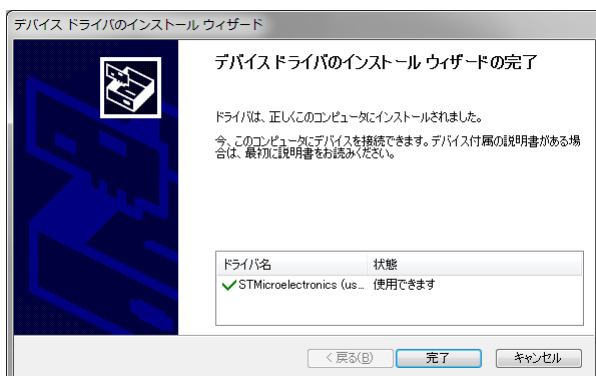 デバイス ドライバのインストール ウィザード
デバイス ドライバのインストール ウィザードの完了
ドライバは、正しくこのコンピュータにインストールされました。
今、このコンピュータにデバイスを接続できます。デバイス付属の説明書がある場
合は、最初に説明書をお読みください。
ドライバ名 状態
STMicroelectronics (us... 使用できます
< 戻る(B) 完了 キャンセル